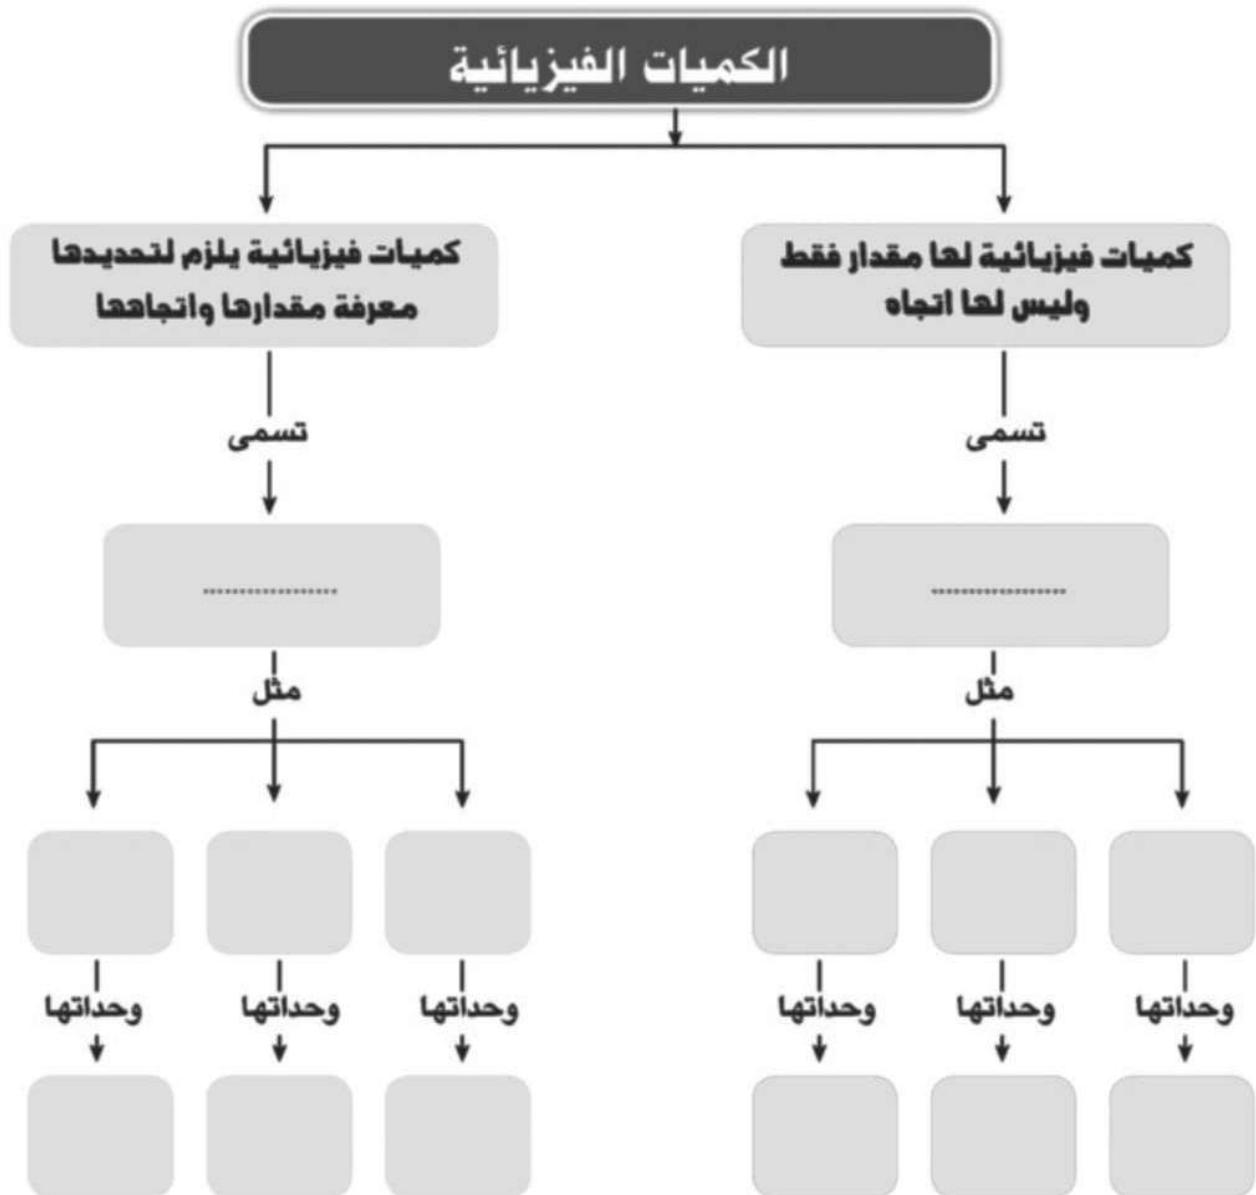 الكميات الفيزيائية
كميات فيزيائية لها مقدار فقط
وليس لها اتجاه
كميات فيزيائية يلزم لتحديدها
معرفة مقدارها واتجاهها
تسمى
تسمى
..................
..................
مثل
مثل
وحداتها
وحداتها
وحداتها
وحداتها
وحداتها
وحداتها